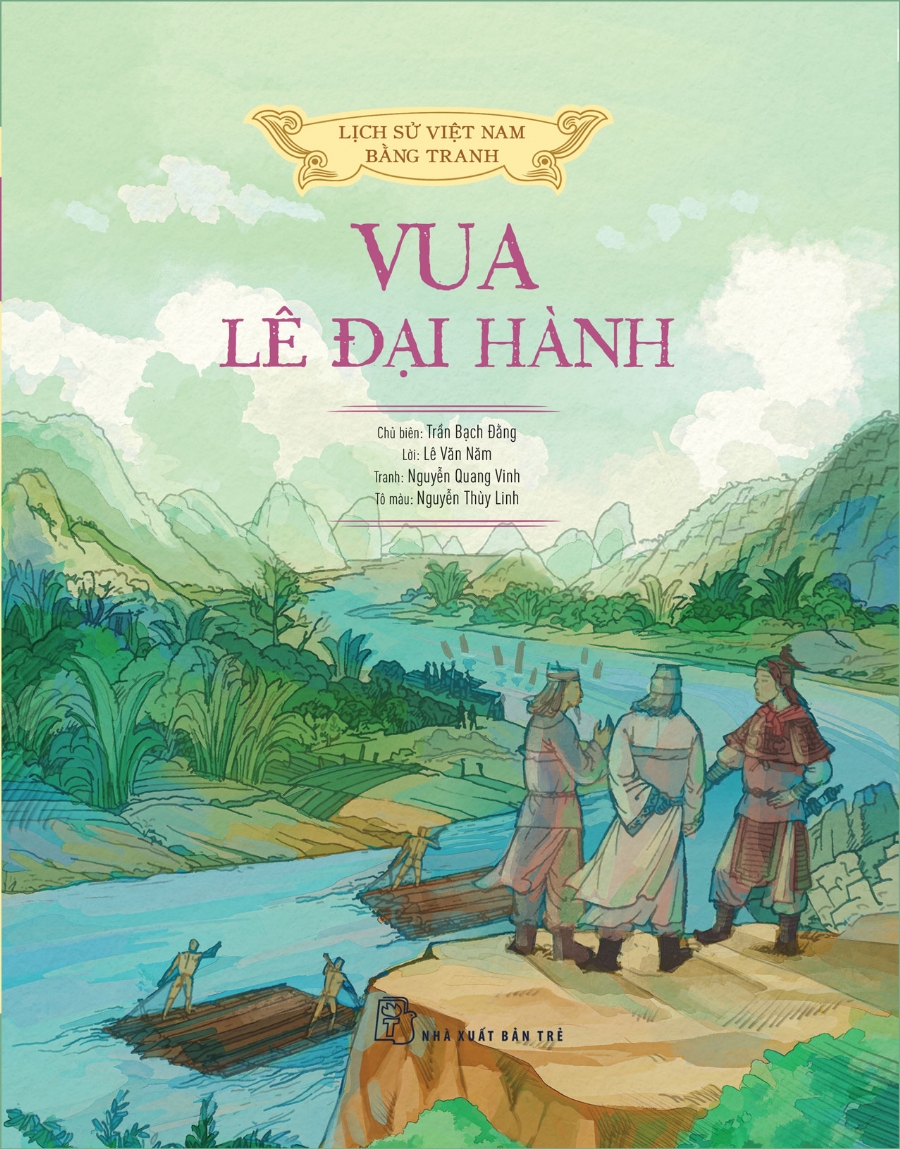 LỊCH SỬ VIỆT NAM
BẰNG TRANH
VUA
LÊ ĐẠI HÀNH
Chủ biên: Trần Bạch Đằng
Lời: Lê Văn Năm
Tranh: Nguyễn Quang Vinh
Tô màu: Nguyễn Thùy Linh
NHÀ XUẤT BẢN TRẺ